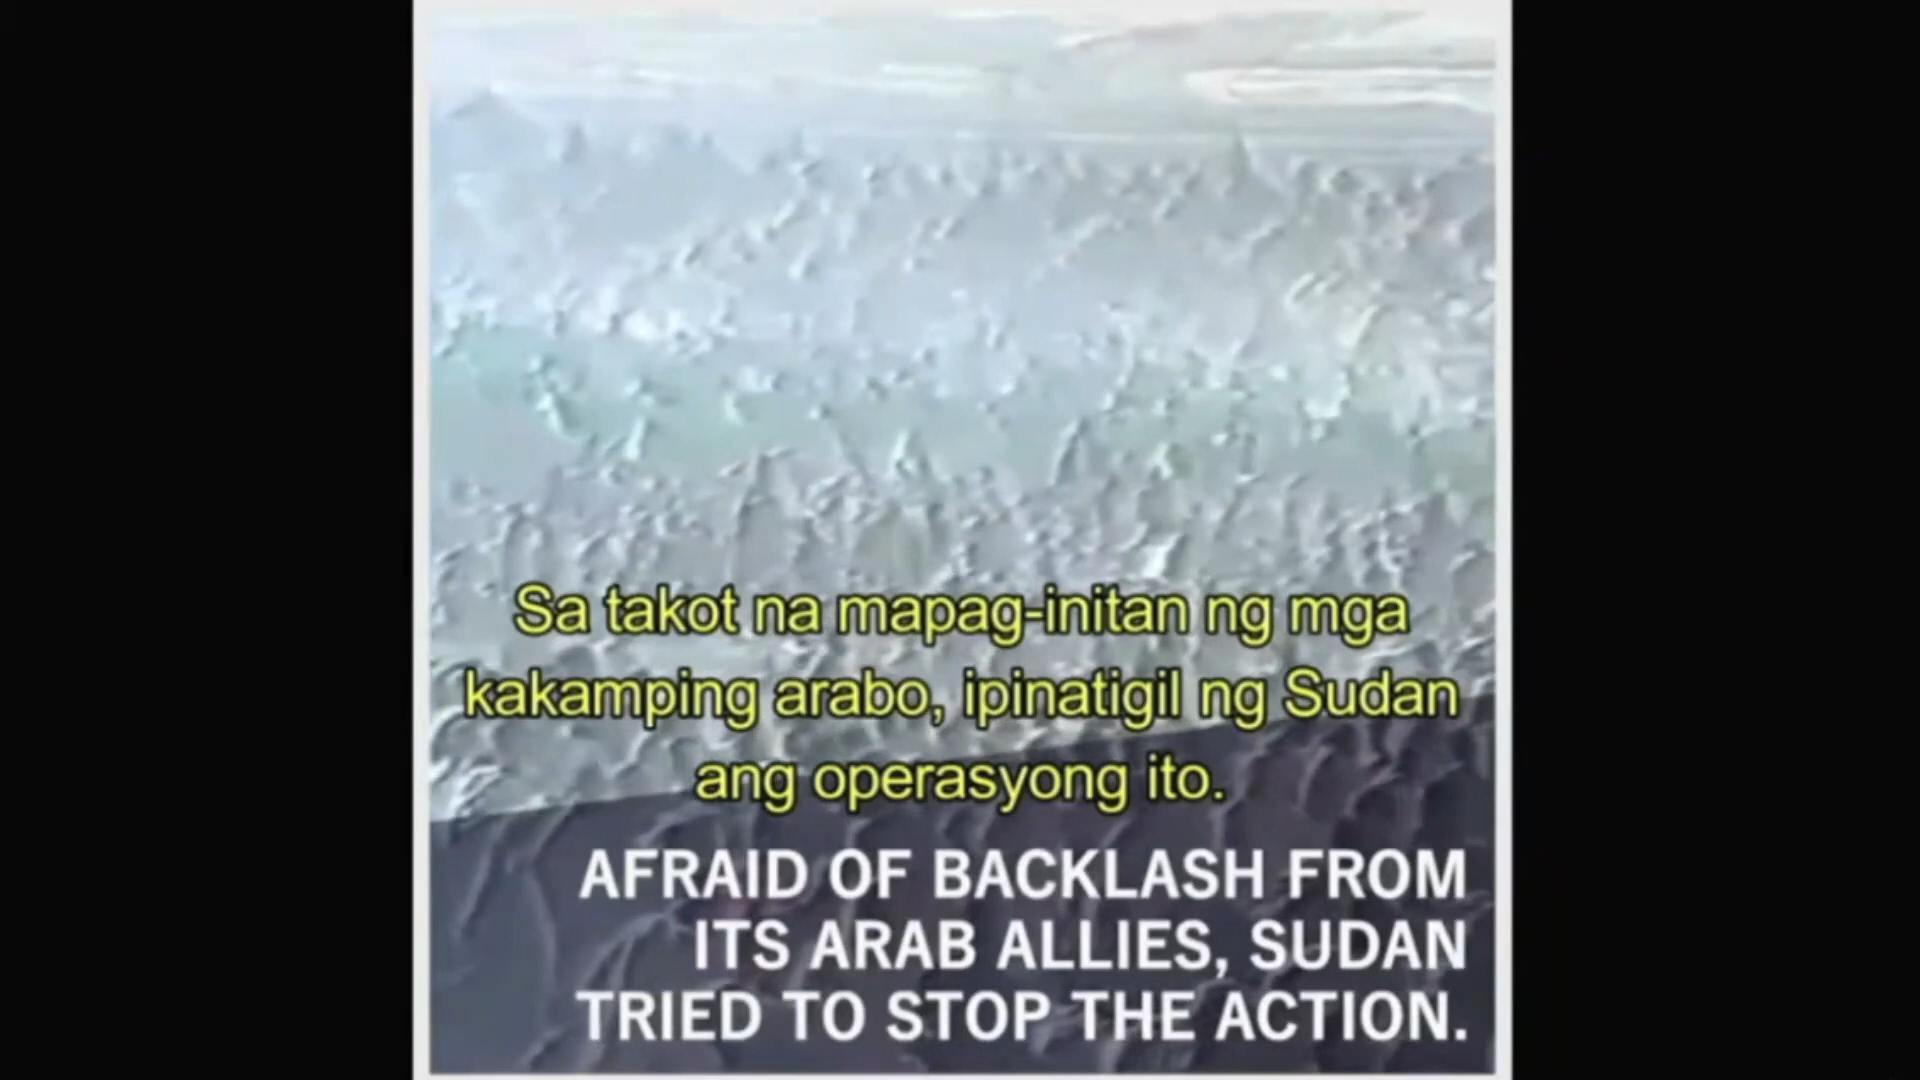 Sa takot na mapag-initan ng mga
kakamping arabo, ipinatigil ng Sudan
ang operasyong ito.
AFRAID OF BACKLASH FROM
ITS ARAB ALLIES, SUDAN
TRIED TO STOP THE ACTION.